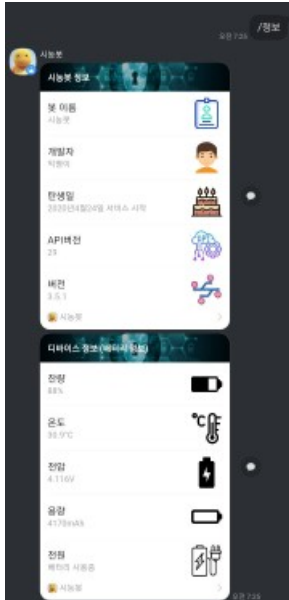 /정보
오전 7:35
시눙봇
시눙봇 정보
봇 이름
시눙봇
개발자
탄생일
2020년4월24일 서비스 시작
API버전
29
버전
3.5.1
시눙봇
디바이스 정보 (배터리 정보)
잔량
88%
온도
30.9°C
°C
전압
4.116V
용량
4170mAh
전원
배터리 사용중
시눙봇
오전 7:35